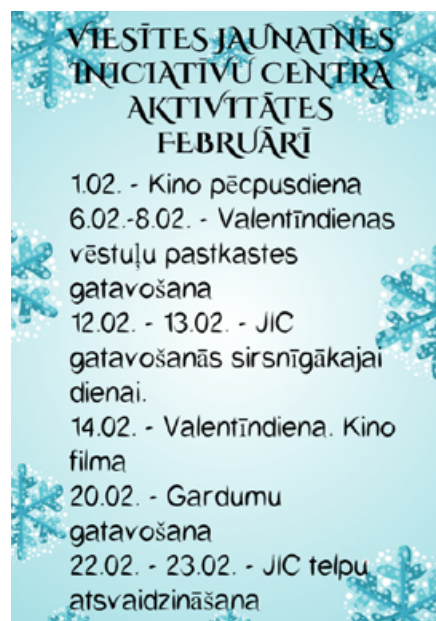 VIESĪTES JAUNATNES
INICIATĪVU CENTRA
AKTIVITĀTES
FEBRUĀRĪ
1.02. - Kino pēcpusdiena
6.02.-8.02. - Valentīndienas
vēstuļu pastkastes
gatavošana
12.02. - 13.02. - JIC
gatavošanās sirsnīgākajai
dienai.
14.02. - Valentīndiena. Kino
filma
20.02. - Gardumu
gatavošana
22.02. - 23.02. - JIC telpu
atsvaidzināšana